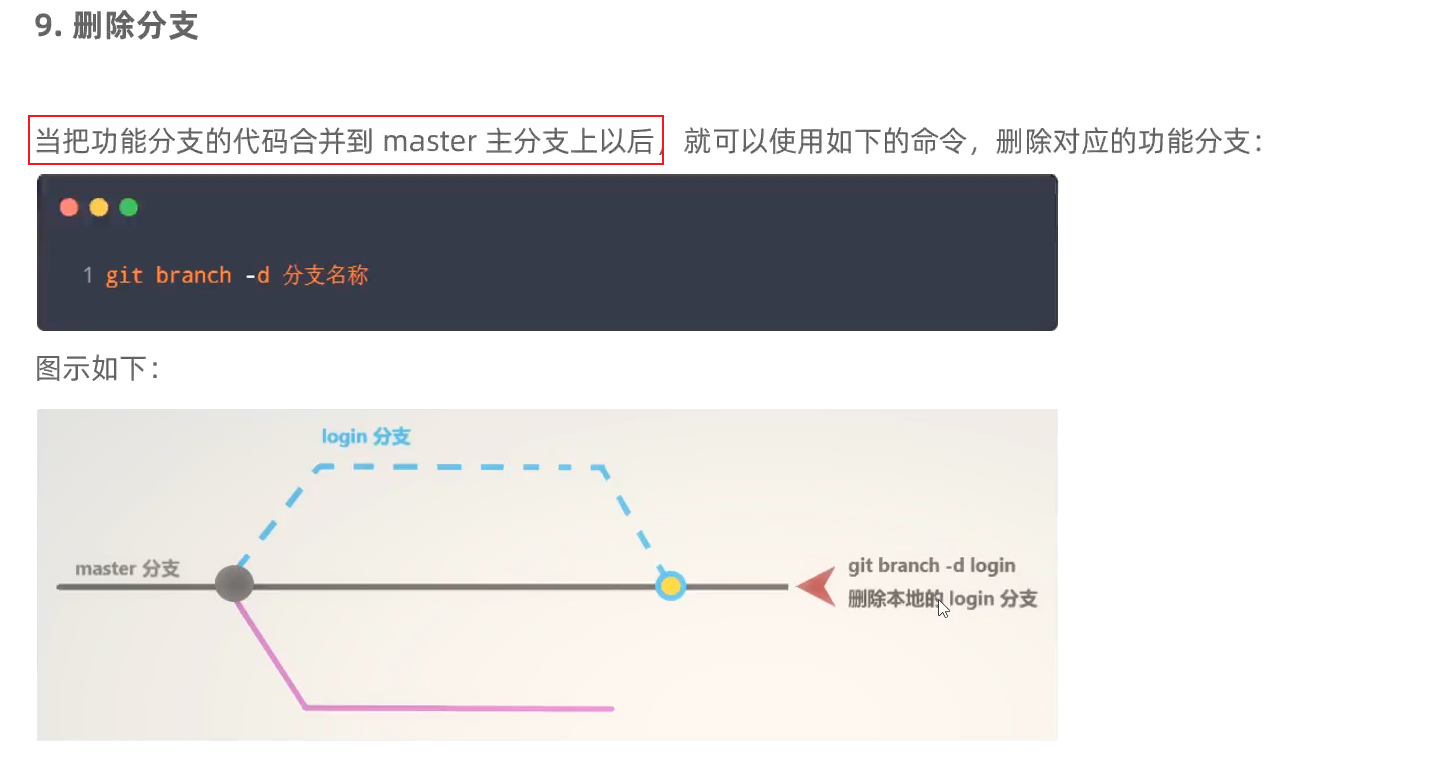 9. 删除分支
当把功能分支的代码合并到 master 主分支上以后，就可以使用如下的命令，删除对应的功能分支：
1 git branch -d 分支名称
图示如下：
login 分支
master 分支
git branch -d login
删除本地的 login 分支